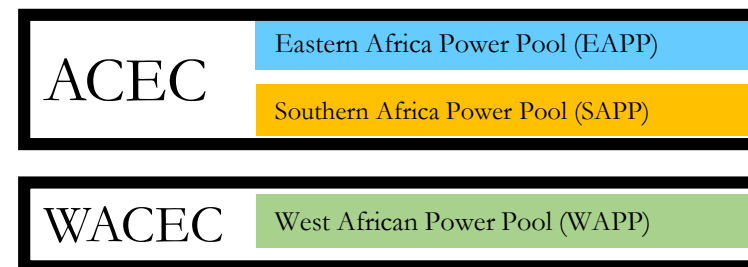 ACEC
Eastern Africa Power Pool (EAPP)
Southern Africa Power Pool (SAPP)
WACEC
West African Power Pool (WAPP)